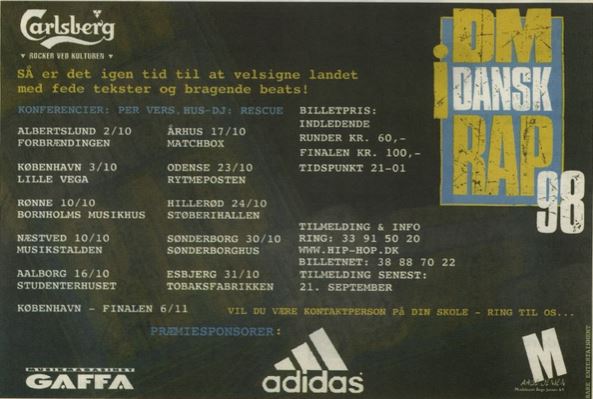 Carlsberg
ROCKER VED KULTUREN
DM
i DANSK
RAP
98
SÅ er det igen tid til at velsigne landet
med fede tekster og bragende beats!
KONFERENCIER: PER VERS. HUS-DJ: RESCUE
ALBERTSLUND 2/10
FORBRÆNDINGEN
KØBENHAVN 3/10
LILLE VEGA
RØNNE 10/10
BORNHOLMS MUSIKHUS
NÆSTVED 10/10
MUSIKSTALDEN
AALBORG 16/10
STUDENTERHUSET
KØBENHAVN - FINALEN 6/11
ÅRHUS 17/10
MATCHBOX
ODENSE 23/10
RYTMEPOSTEN
HILLERØD 24/10
STØBERIHALLEN
SØNDERBORG 30/10
SØNDERBORGHUS
ESBJERG 31/10
TOBAKSFABRIKKEN
BILLETPRIS:
INDLEDENDE
RUNDER KR. 60,-
FINALEN KR. 100,-
TIDSPUNKT 21-01
TILMELDING & INFO
RING: 33 91 50 20
WWW.HIP-HOP.DK
BILLETNET: 38 88 70 22
TILMELDING SENEST:
21. SEPTEMBER
VIL DU VÆRE KONTAKTPERSON PÅ DIN SKOLE - RING TIL OS...
PRÆMIESPONSORER:
MUSIKMAGASINET
GAFFA
adidas
M
AAGE JENSEN
BARE ENTERTAINMENT